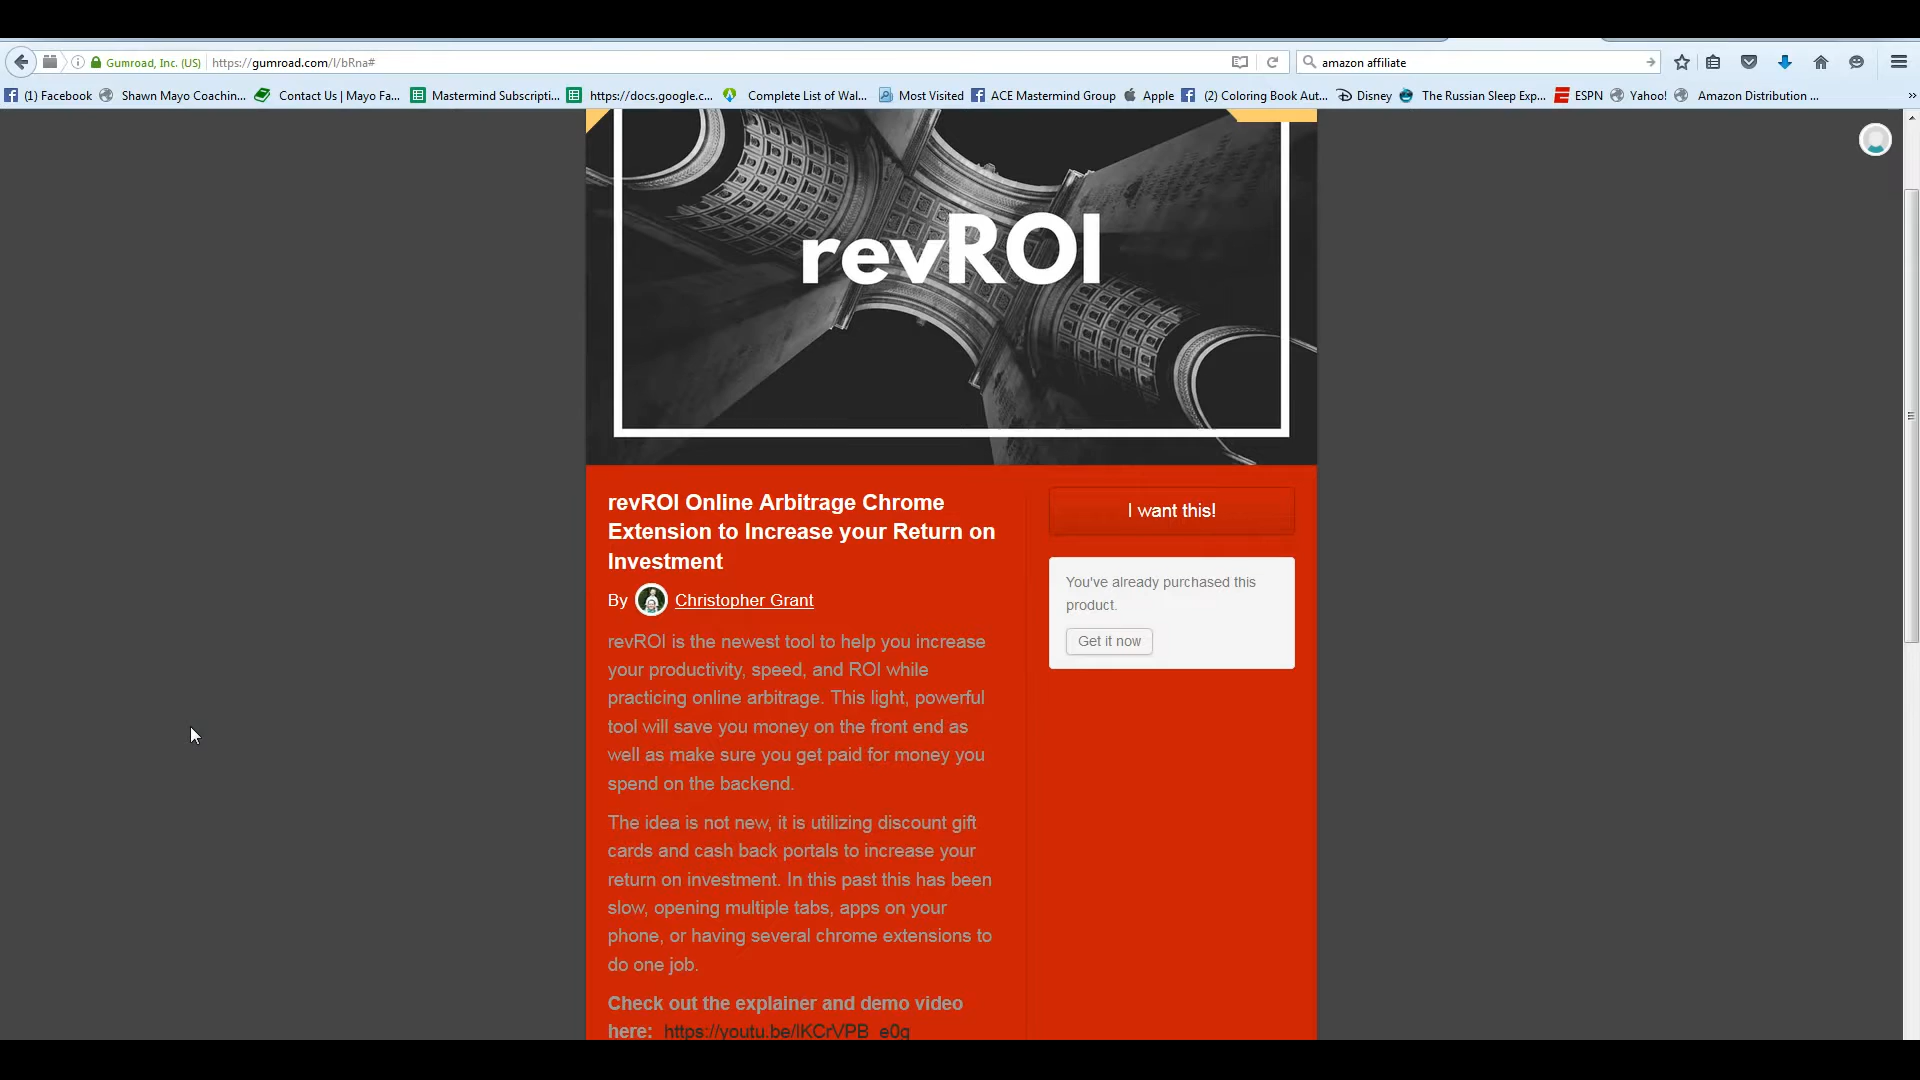 Gumroad, Inc. (US) https://gumroad.com/l/bRna# amazon affiliate
(1) Facebook Shawn Mayo Coachin... Contact Us | Mayo Fa... Mastermind Subscripti... https://docs.google.c... Complete List of Wal... Most Visited ACE Mastermind Group Apple (2) Coloring Book Aut... Disney The Russian Sleep Exp... ESPN Yahoo! Amazon Distribution ...
revROI
revROI Online Arbitrage Chrome
Extension to Increase your Return on
Investment
By Christopher Grant
revROI is the newest tool to help you increase
your productivity, speed, and ROI while
practicing online arbitrage. This light, powerful
tool will save you money on the front end as
well as make sure you get paid for money you
spend on the backend.
The idea is not new, it is utilizing discount gift
cards and cash back portals to increase your
return on investment. In this past this has been
slow, opening multiple tabs, apps on your
phone, or having several chrome extensions to
do one job.
Check out the explainer and demo video
here:
I want this!
You've already purchased this
product.
Get it now